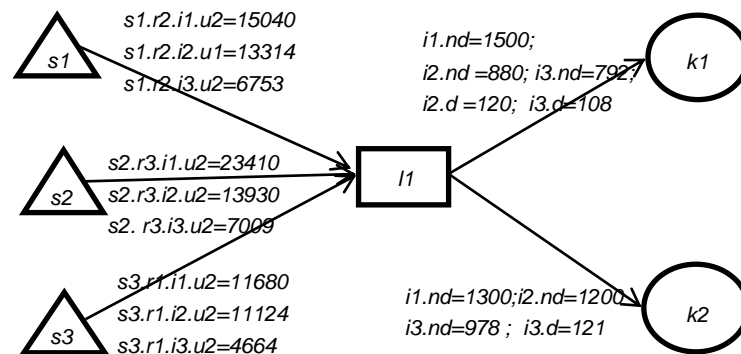 s1
s1.r2.i1.u2=15040
s1.r2.i2.u1=13314
s1.r2.i3.u2=6753
i1.nd=1500;
i2.nd =880; i3.nd=792;
i2.d =120; i3.d=108
k1
s2
s2.r3.i1.u2=23410
s2.r3.i2.u2=13930
s2. r3.i3.u2=7009
l1
s3
s3.r1.i1.u2=11680
s3.r1.i2.u2=11124
s3.r1.i3.u2=4664
i1.nd=1300;i2.nd=1200
i3.nd=978 ; i3.d=121
k2